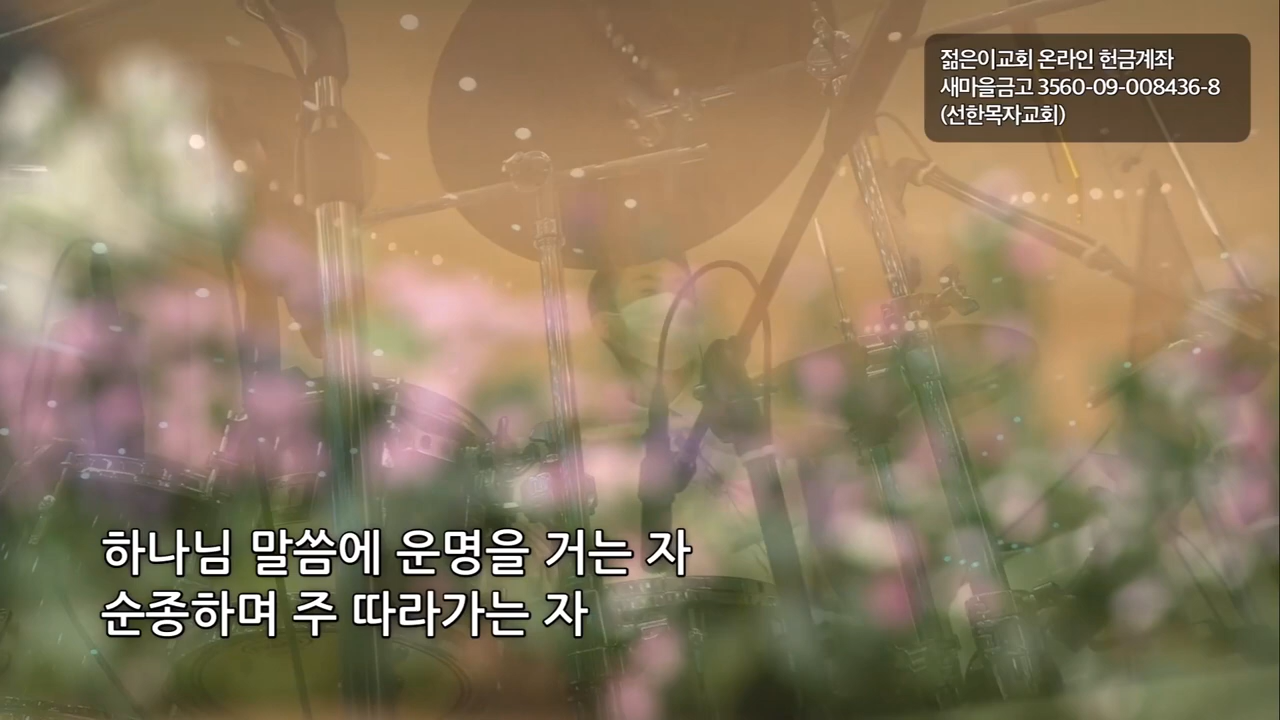 젊은이교회 온라인 헌금계좌
새마을금고 3560-09-008436-8
(선한목자교회)
하나님 말씀에 운명을 거는 자
순종하며 주 따라가는 자